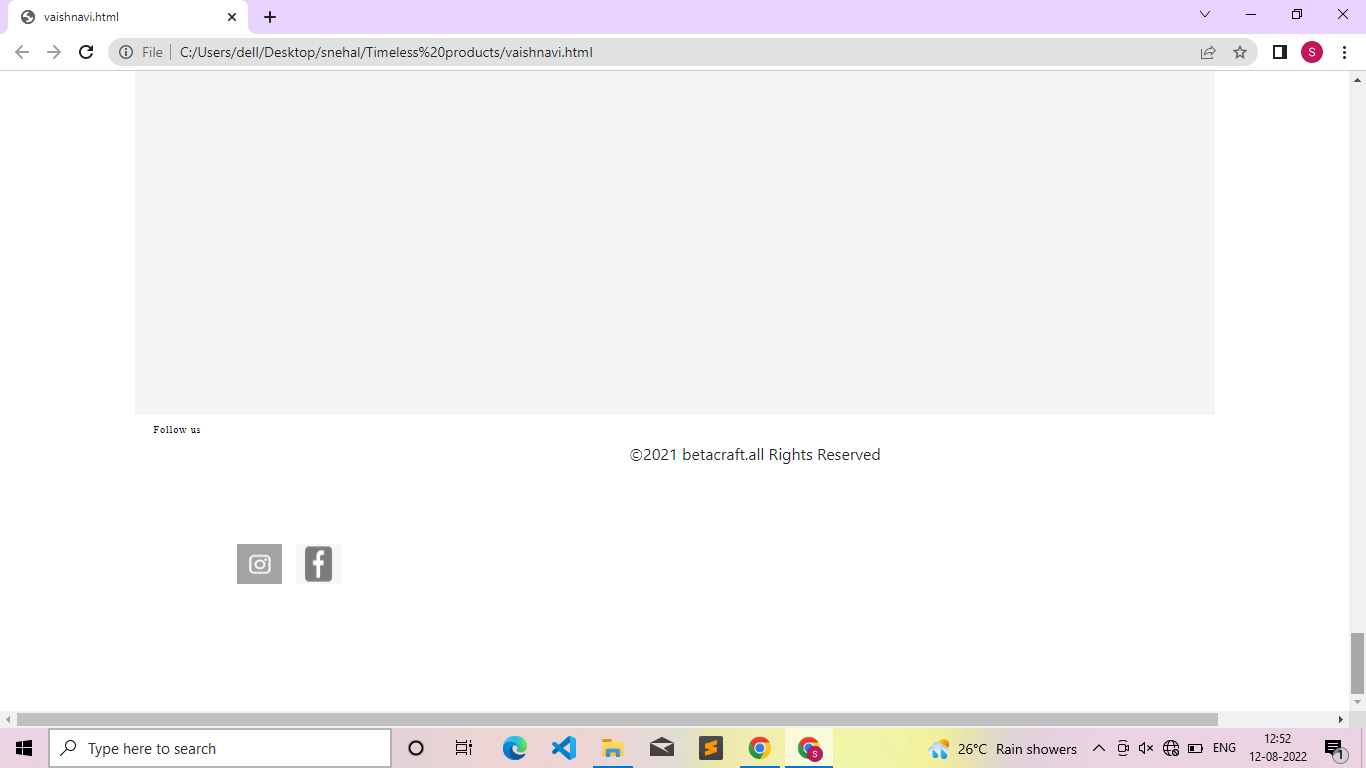 vaishnavi.html
File
C:/Users/dell/Desktop/snehal/Timeless%20products/vaishnavi.html
S
Follow us
©2021 betacraft.all Rights Reserved
Type here to search
S
26°C Rain showers
ENG
12:52
12-08-2022
1